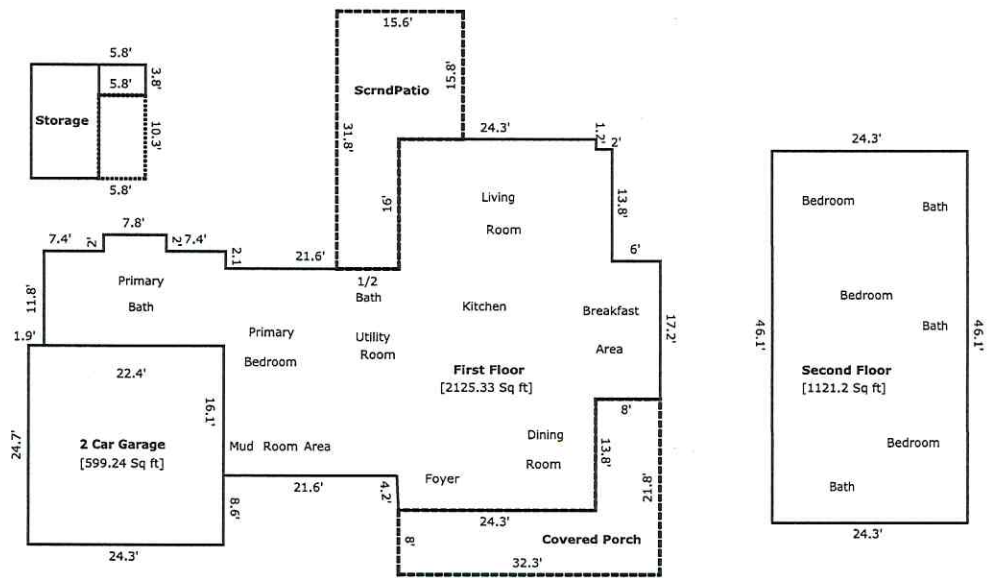 15.6'
15.8'
ScrndPatio
31.8'
5.8'
3.8'
5.8'
Storage
10.3'
5.8'
24.3'
1.2'
2'
16'
Living
Room
13.8'
7.8'
7.4'
2'
2'
7.4'
2.1
21.6'
6'
1/2
Bath
Primary
Bath
11.8'
Kitchen
Breakfast
Area
17.2'
1.9'
Primary
Bedroom
Utility
Room
22.4'
16.1'
First Floor
[2125.33 Sq ft]
8'
24.7'
2 Car Garage
[599.24 Sq ft]
Mud Room Area
Dining
Room
13.8'
21.8'
Foyer
21.6'
4.2'
8.6'
24.3'
24.3'
8'
Covered Porch
32.3'
24.3'
Bedroom
Bath
Bedroom
Bath
46.1'
46.1'
Second Floor
[1121.2 Sq ft]
Bedroom
Bath
24.3'